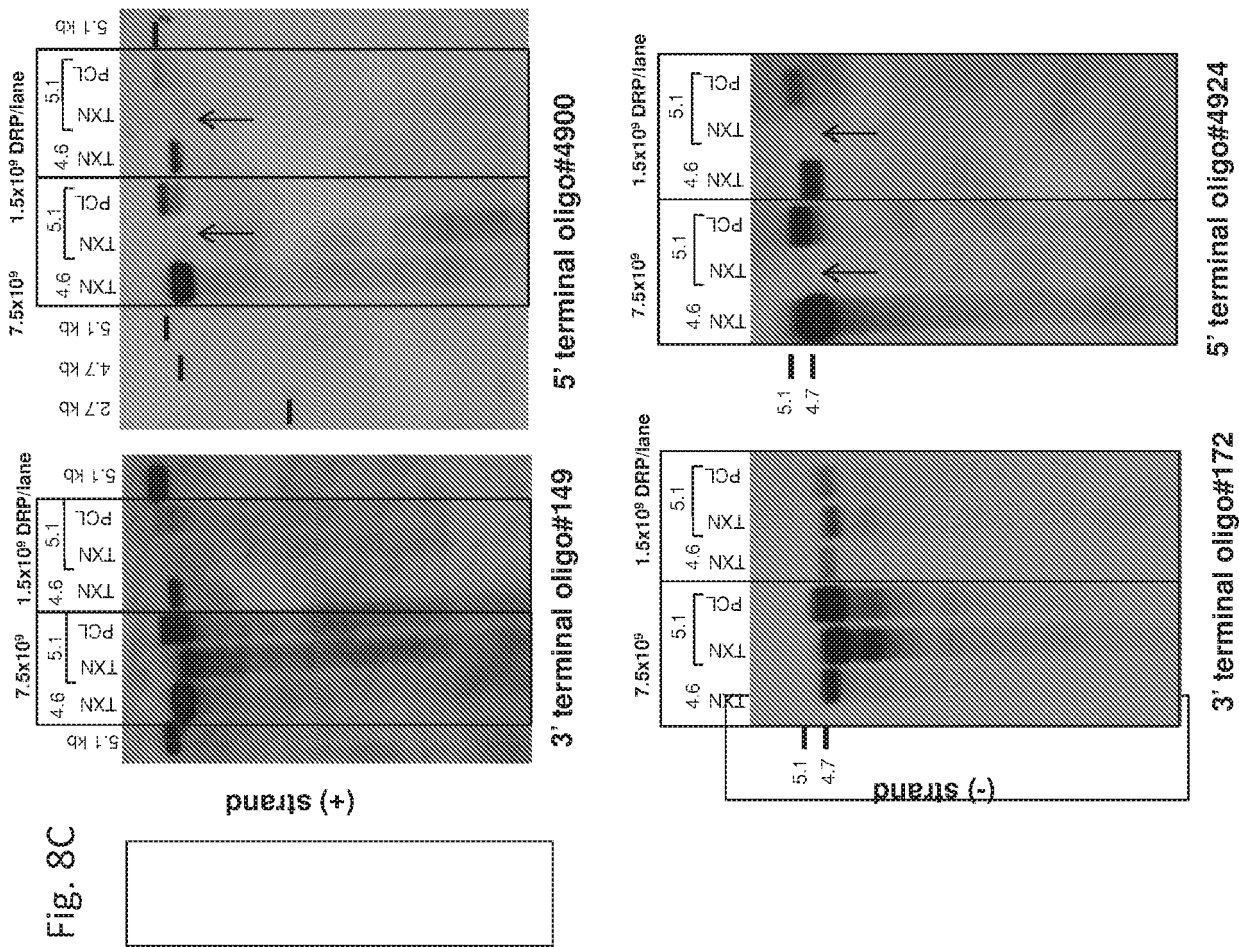 Fig. 8C
(+) strand
7.5x10⁹ 1.5x10⁹ DRP/lane
4.6 5.1 4.6 5.1
5.1 kb TXN TXN PCL TXN TXN PCL 5.1 kb
3' terminal oligo#149
7.5x10⁹ 1.5x10⁹ DRP/lane
4.6 5.1 4.6 5.1
2.7 kb 4.7 kb 5.1 kb TXN TXN PCL TXN TXN PCL 5.1 kb
5' terminal oligo#4900
(-) strand
7.5x10⁹ 1.5x10⁹ DRP/lane
4.6 5.1 4.6 5.1
TXN TXN PCL TXN TXN PCL
5.1
4.7
3' terminal oligo#172
7.5x10⁹ 1.5x10⁹ DRP/lane
4.6 5.1 4.6 5.1
TXN TXN PCL TXN TXN PCL
5.1
4.7
5' terminal oligo#4924